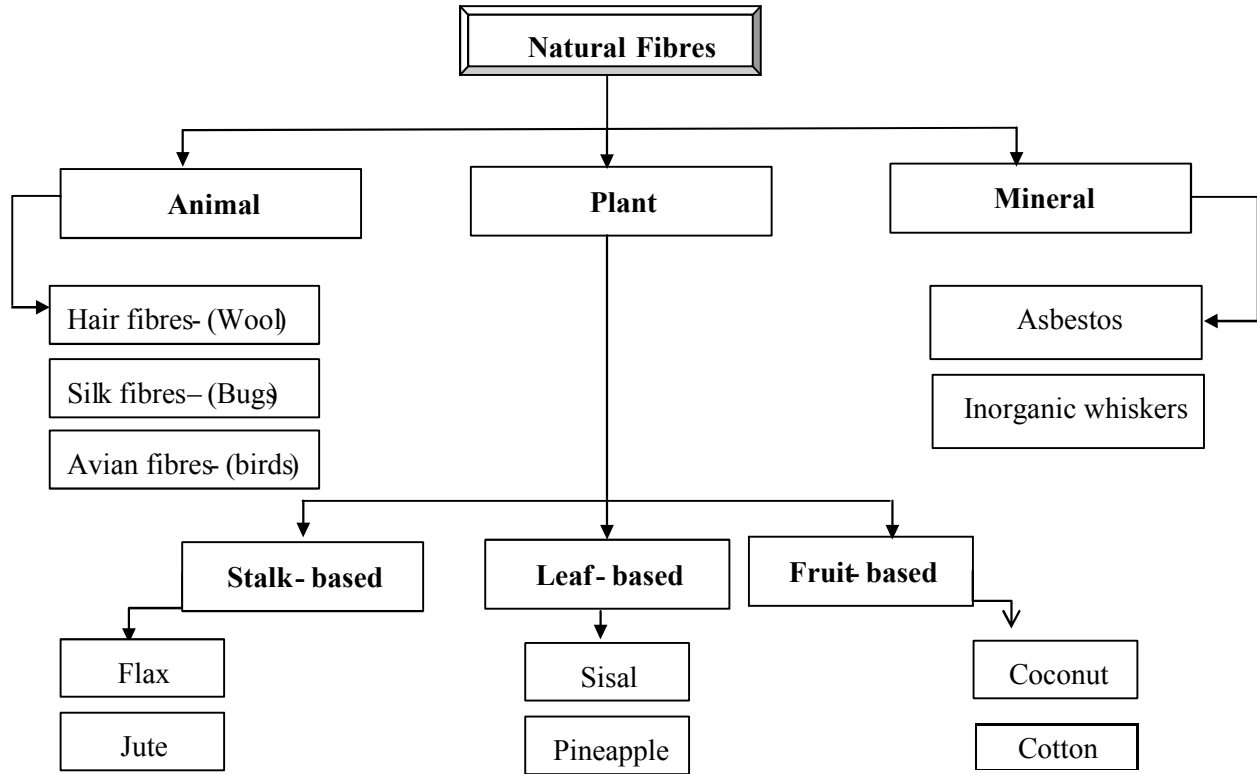 Natural Fibres
Animal
Plant
Mineral
Hair fibres- (Wool)
Silk fibres– (Bugs)
Avian fibres- (birds)
Asbestos
Inorganic whiskers
Stalk- based
Leaf- based
Fruit- based
Flax
Jute
Sisal
Pineapple
Coconut
Cotton